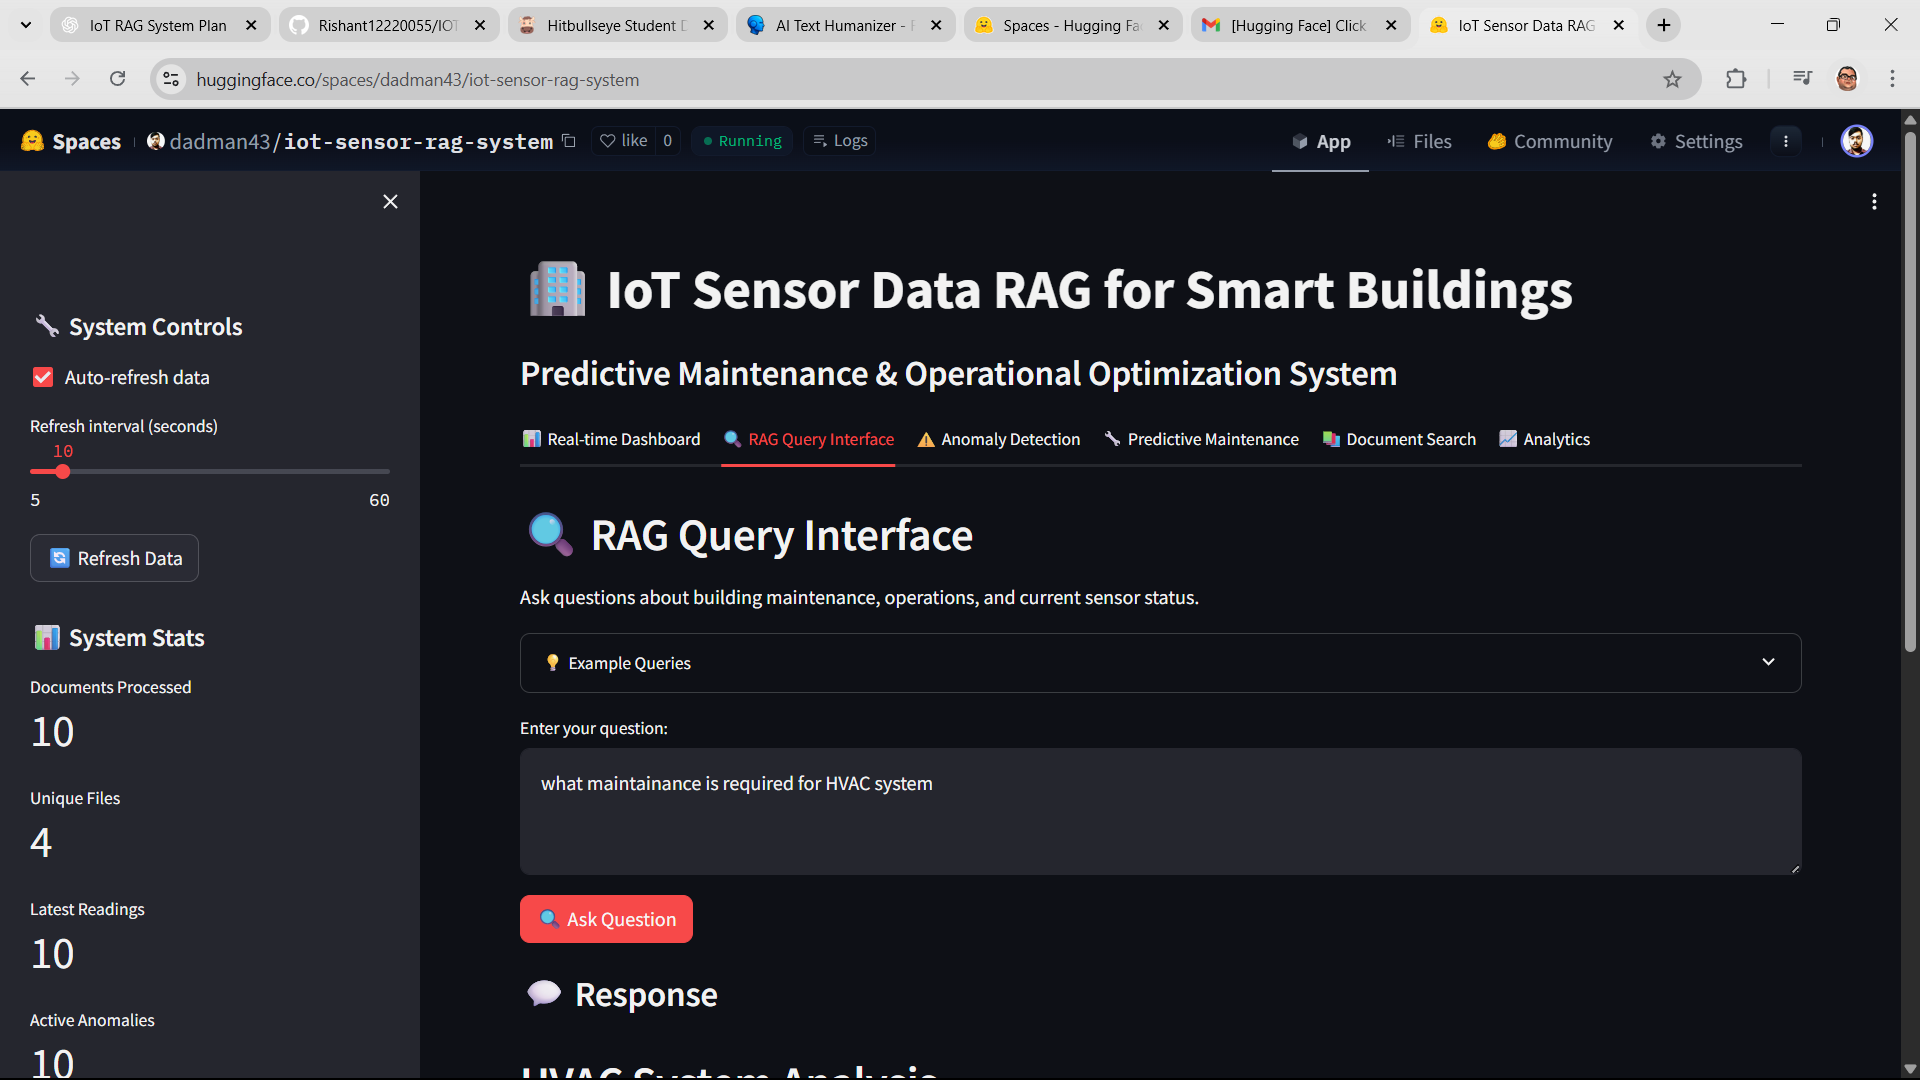 IoT RAG System Plan
Rishant12220055/IOT
Hitbullseye Student D
AI Text Humanizer - F
Spaces - Hugging Fac
[Hugging Face] Click
IoT Sensor Data RAG
huggingface.co/spaces/dadman43/iot-sensor-rag-system
Spaces
dadman43/iot-sensor-rag-system
like 0
Running
Logs
App
Files
Community
Settings
System Controls
Auto-refresh data
Refresh interval (seconds)
10
5 60
Refresh Data
System Stats
Documents Processed
10
Unique Files
4
Latest Readings
10
Active Anomalies
10
IoT Sensor Data RAG for Smart Buildings
Predictive Maintenance & Operational Optimization System
Real-time Dashboard
RAG Query Interface
Anomaly Detection
Predictive Maintenance
Document Search
Analytics
RAG Query Interface
Ask questions about building maintenance, operations, and current sensor status.
Example Queries
Enter your question:
what maintainance is required for HVAC system
Ask Question
Response
HVAC System Analysis